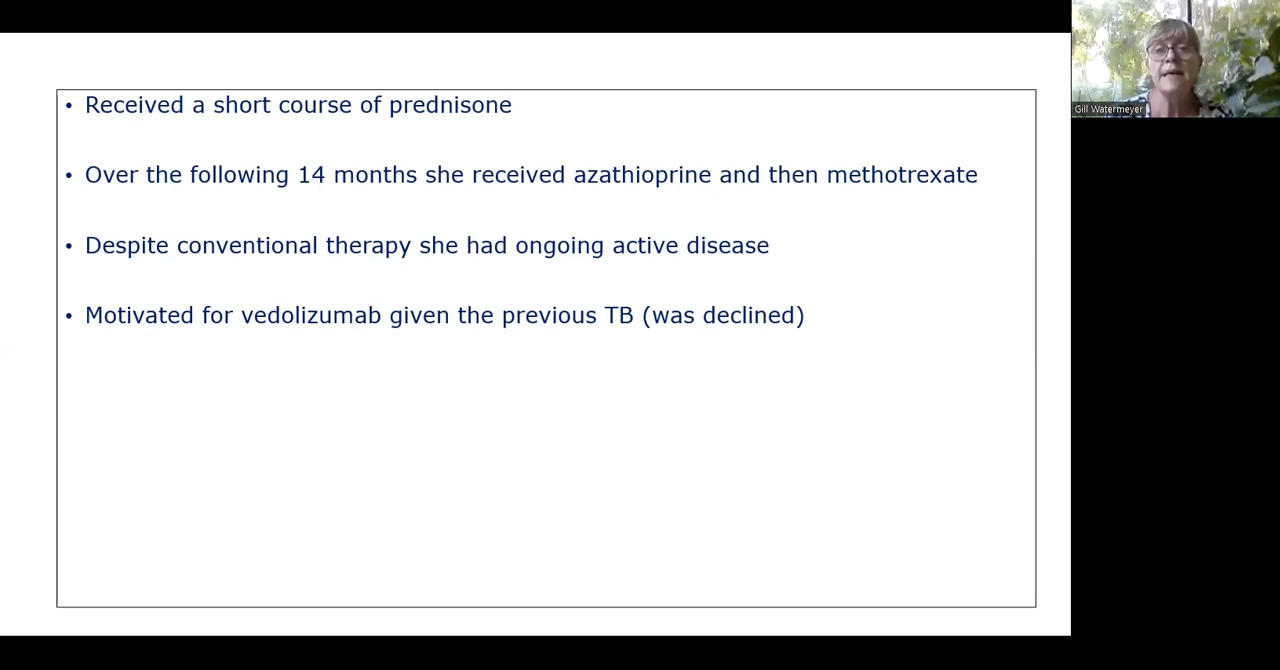 • Received a short course of prednisone
• Over the following 14 months she received azathioprine and then methotrexate
• Despite conventional therapy she had ongoing active disease
• Motivated for vedolizumab given the previous TB (was declined)
Gill Watermeyer